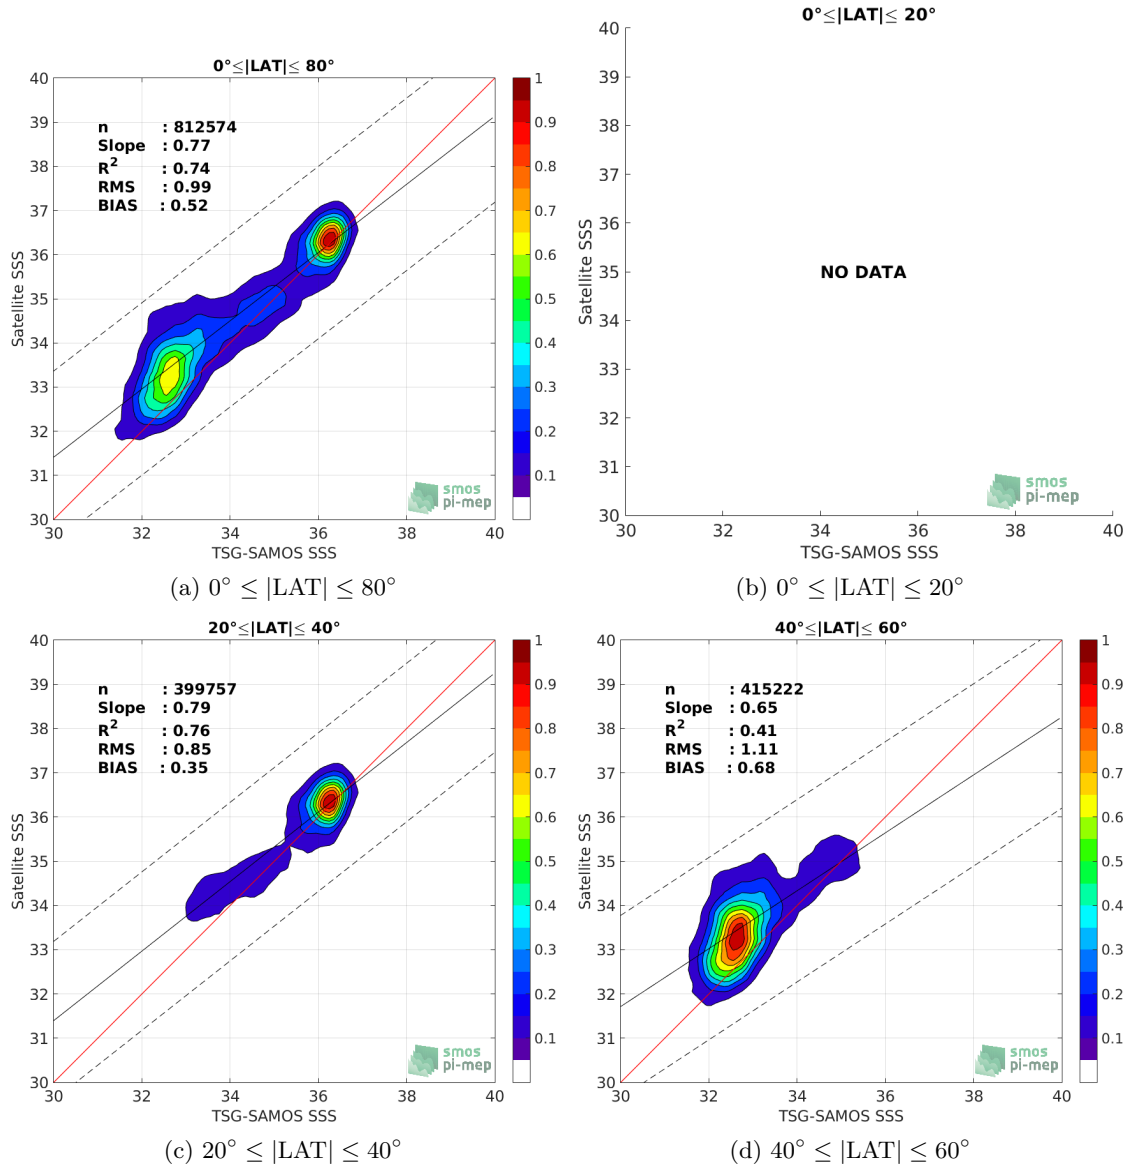 0°≤|LAT|≤ 80°
40
39
38
37
36
35
34
33
32
31
30
30 32 34 36 38 40
Satellite SSS
TSG-SAMOS SSS
n : 812574
Slope : 0.77
R² : 0.74
RMS : 0.99
BIAS : 0.52
1
0.9
0.8
0.7
0.6
0.5
0.4
0.3
0.2
0.1
smos
pi-mep
(a) 0° ≤ |LAT| ≤ 80°
0°≤|LAT|≤ 20°
40
39
38
37
36
35
34
33
32
31
30
30 32 34 36 38 40
Satellite SSS
TSG-SAMOS SSS
NO DATA
smos
pi-mep
(b) 0° ≤ |LAT| ≤ 20°
20°≤|LAT|≤ 40°
40
39
38
37
36
35
34
33
32
31
30
30 32 34 36 38 40
Satellite SSS
TSG-SAMOS SSS
n : 399757
Slope : 0.79
R² : 0.76
RMS : 0.85
BIAS : 0.35
1
0.9
0.8
0.7
0.6
0.5
0.4
0.3
0.2
0.1
smos
pi-mep
(c) 20° ≤ |LAT| ≤ 40°
40°≤|LAT|≤ 60°
40
39
38
37
36
35
34
33
32
31
30
30 32 34 36 38 40
Satellite SSS
TSG-SAMOS SSS
n : 415222
Slope : 0.65
R² : 0.41
RMS : 1.11
BIAS : 0.68
1
0.9
0.8
0.7
0.6
0.5
0.4
0.3
0.2
0.1
smos
pi-mep
(d) 40° ≤ |LAT| ≤ 60°